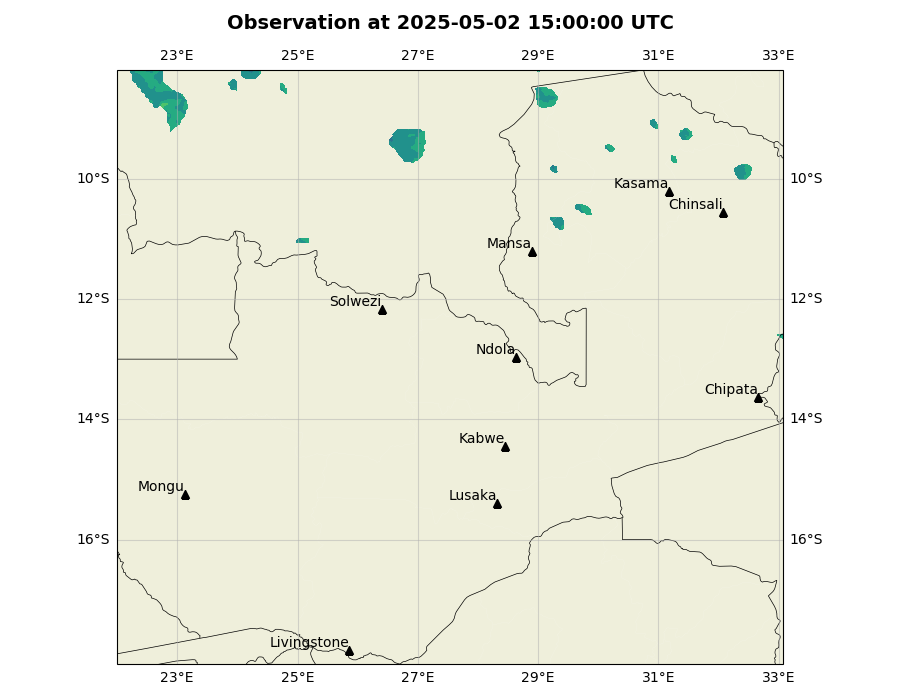 Observation at 2025-05-02 15:00:00 UTC
23°E 25°E 27°E 29°E 31°E 33°E
10°S 10°S
Kasama
Chinsali
Mansa
12°S 12°S
Solwezi
Ndola
Chipata
14°S 14°S
Kabwe
Mongu
Lusaka
16°S 16°S
Livingstone
23°E 25°E 27°E 29°E 31°E 33°E